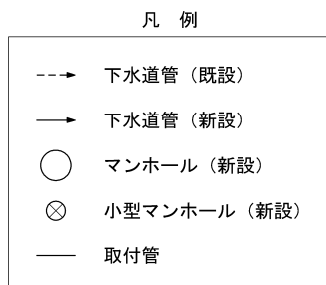 凡 例
下水道管（既設）
下水道管（新設）
マンホール（新設）
小型マンホール（新設）
取付管